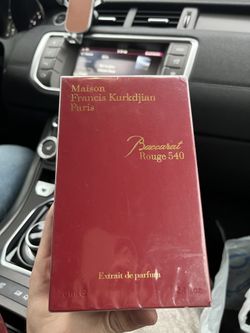 Maison
Francis Kurkdjian
Paris
Baccarat
Rouge 540
Extrait de parfum